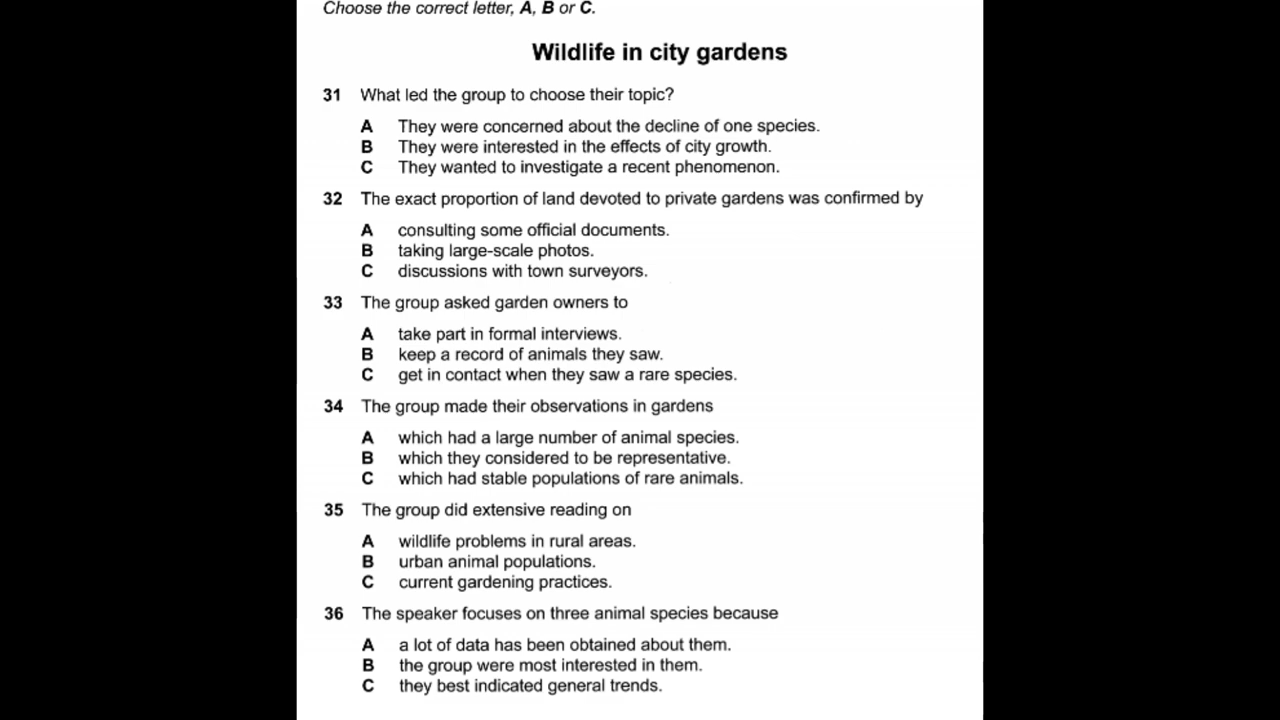 Choose the correct letter, A, B or C.
Wildlife in city gardens
31 What led the group to choose their topic?
A They were concerned about the decline of one species.
B They were interested in the effects of city growth.
C They wanted to investigate a recent phenomenon.
32 The exact proportion of land devoted to private gardens was confirmed by
A consulting some official documents.
B taking large-scale photos.
C discussions with town surveyors.
33 The group asked garden owners to
A take part in formal interviews.
B keep a record of animals they saw.
C get in contact when they saw a rare species.
34 The group made their observations in gardens
A which had a large number of animal species.
B which they considered to be representative.
C which had stable populations of rare animals.
35 The group did extensive reading on
A wildlife problems in rural areas.
B urban animal populations.
C current gardening practices.
36 The speaker focuses on three animal species because
A a lot of data has been obtained about them.
B the group were most interested in them.
C they best indicated general trends.